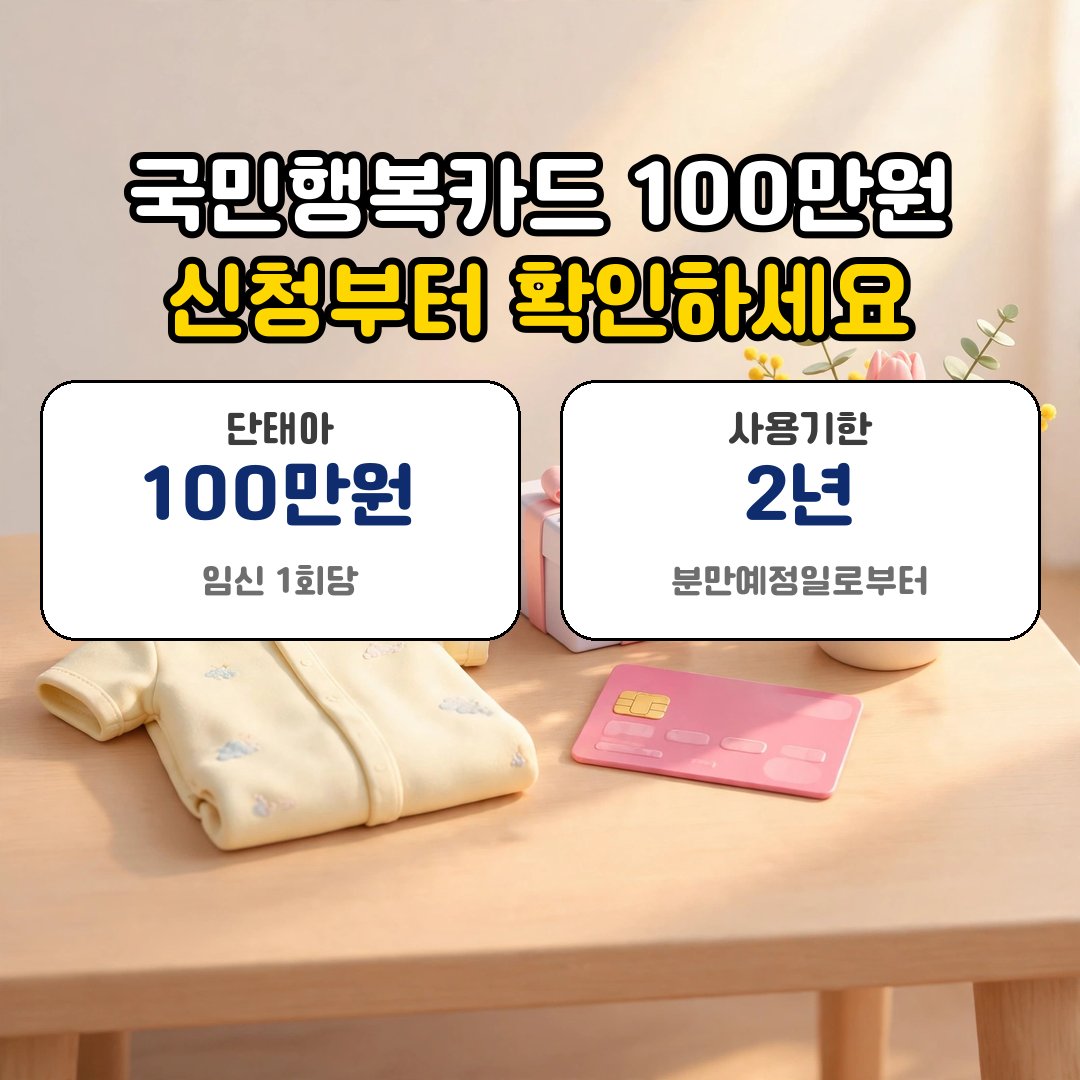 국민행복카드 100만원
신청부터 확인하세요
단태아
100만원
임신 1회당
사용기한
2년
분만예정일로부터